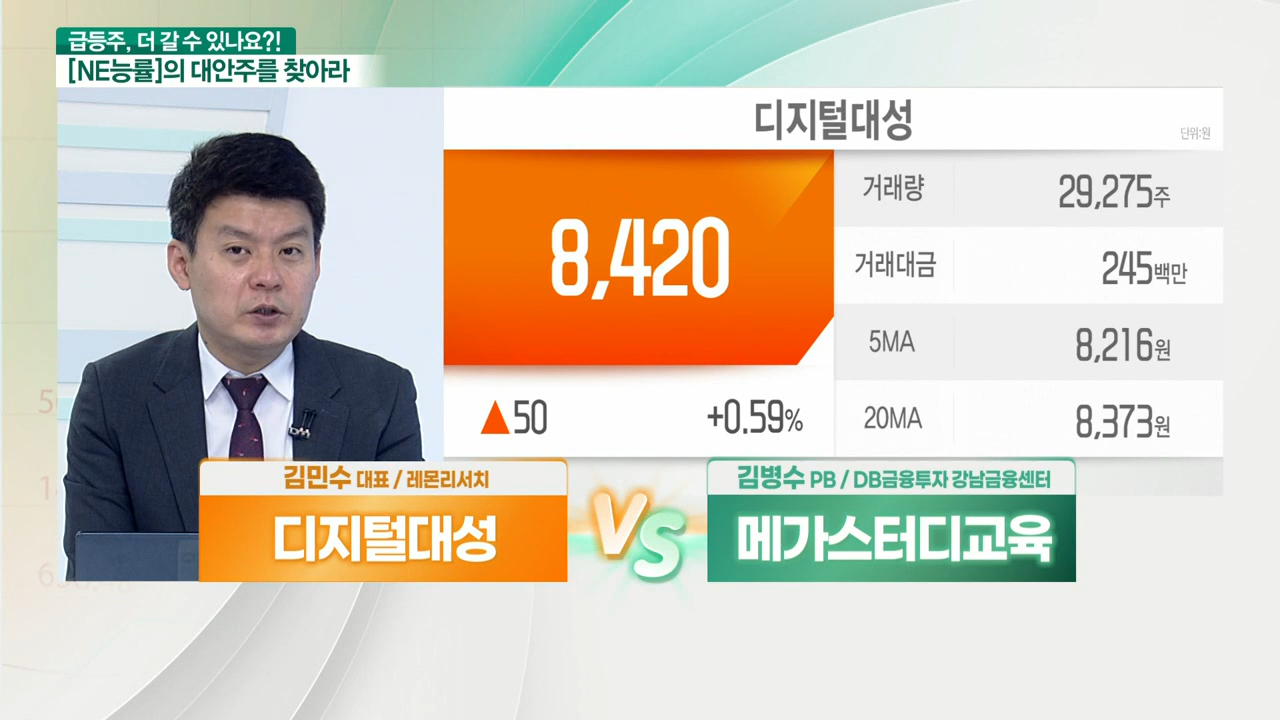 급등주, 더 갈 수 있나요?!
[NE능률]의 대안주를 찾아라
디지털대성
단위:원
8,420
▲50 +0.59%
거래량 29,275주
거래대금 245백만
5MA 8,216원
20MA 8,373원
김민수 대표 / 레몬리서치
디지털대성
VS
김병수 PB / DB금융투자 강남금융센터
메가스터디교육